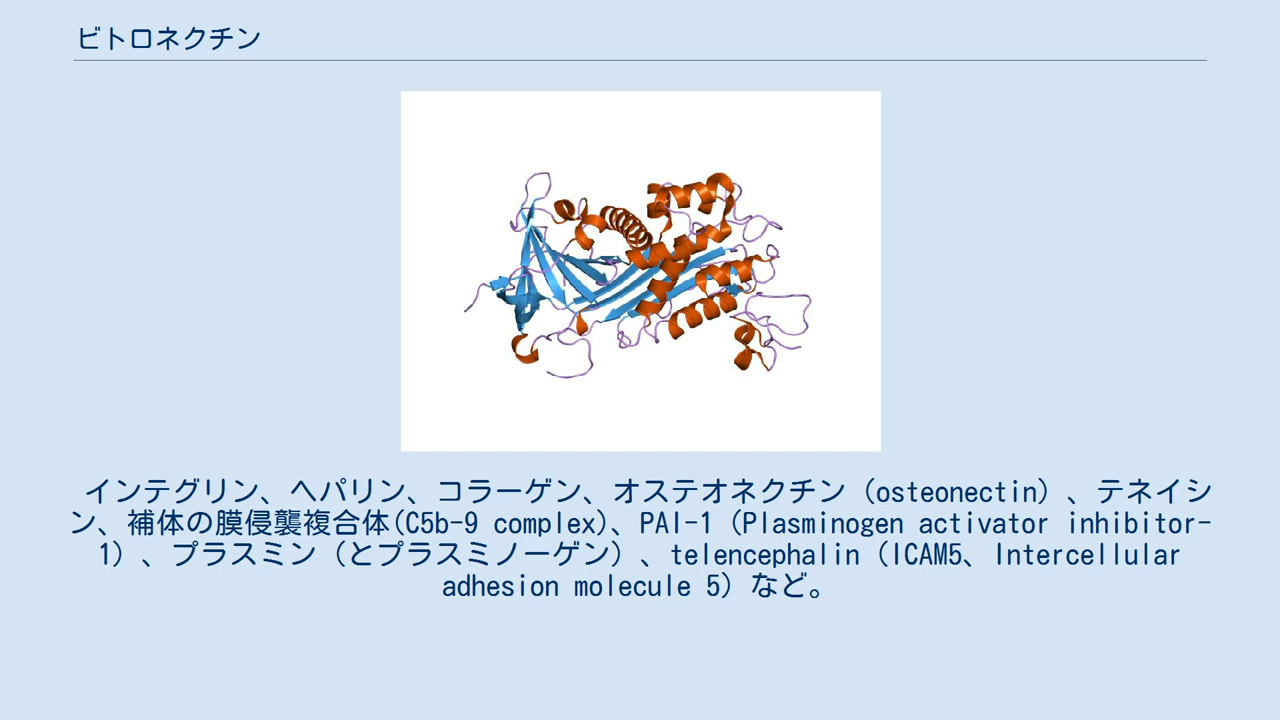 ビトロネクチン
インテグリン、ヘパリン、コラーゲン、オステオネクチン（osteonectin）、テネイシ
ン、補体の膜侵襲複合体(C5b-9 complex)、PAI-1（Plasminogen activator inhibitor-
1）、プラスミン（とプラスミノーゲン）、telencephalin（ICAM5、Intercellular
adhesion molecule 5）など。